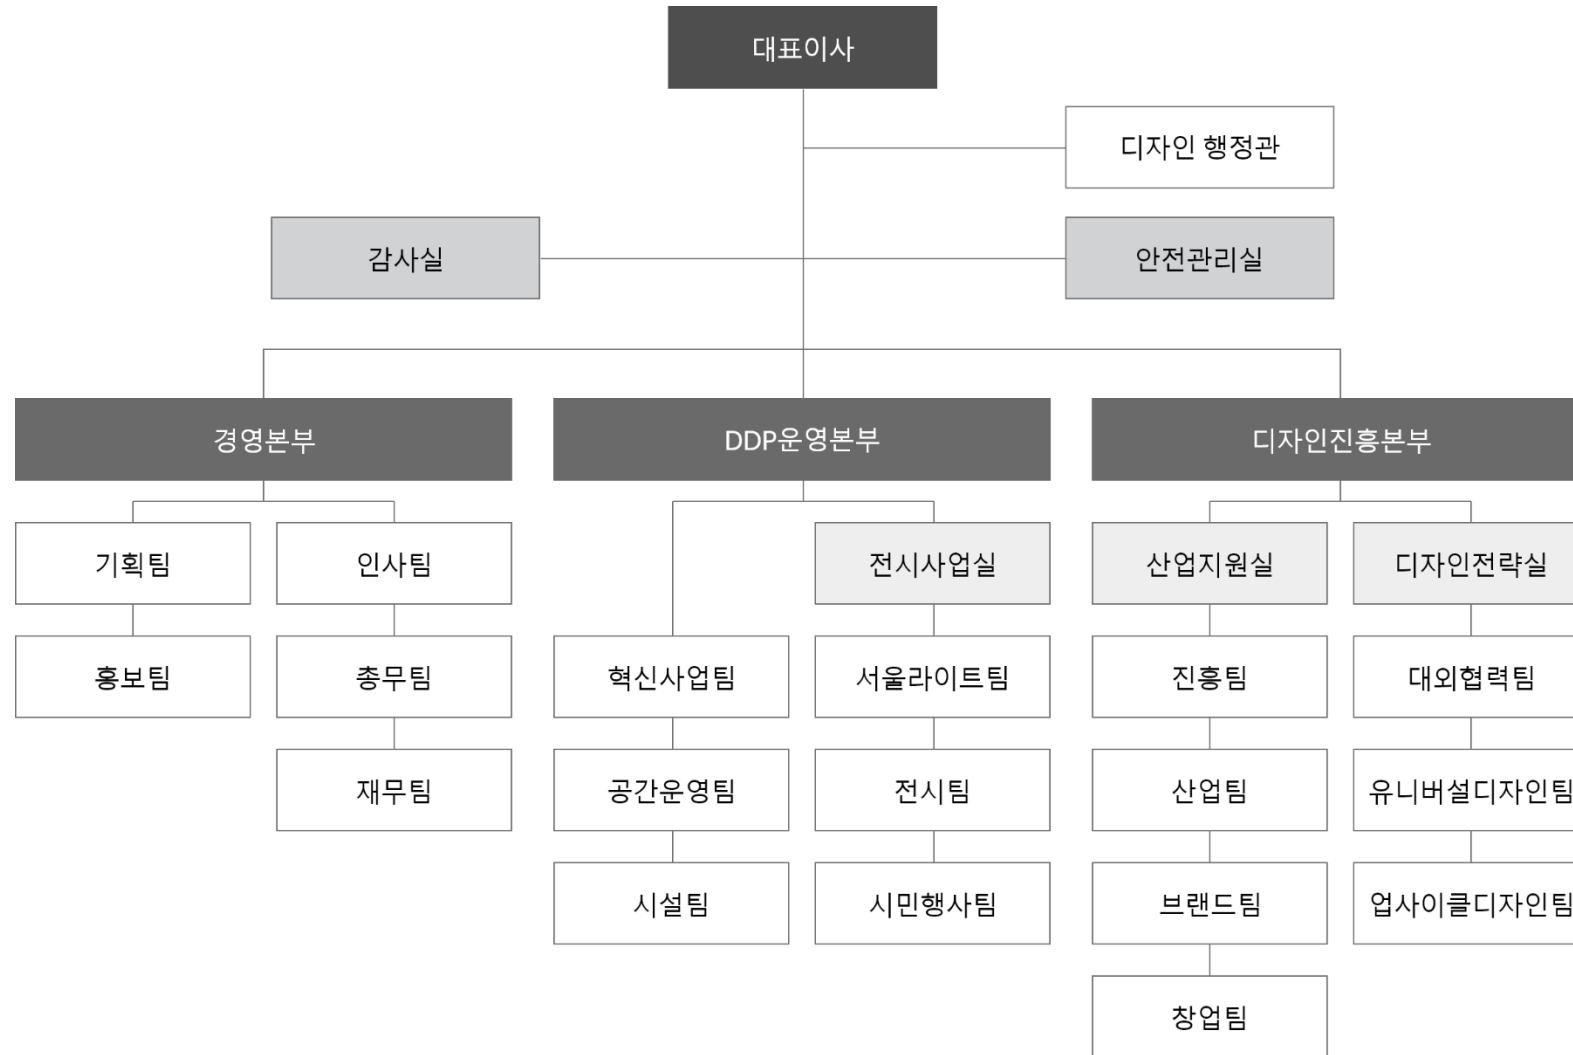 대표이사
디자인 행정관
감사실
안전관리실
경영본부
DDP운영본부
디자인진흥본부
기획팀
인사팀
전시사업실
산업지원실
디자인전략실
홍보팀
총무팀
혁신사업팀
서울라이트팀
진흥팀
대외협력팀
재무팀
공간운영팀
전시팀
산업팀
유니버설디자인팀
시설팀
시민행사팀
브랜드팀
업사이클디자인팀
창업팀